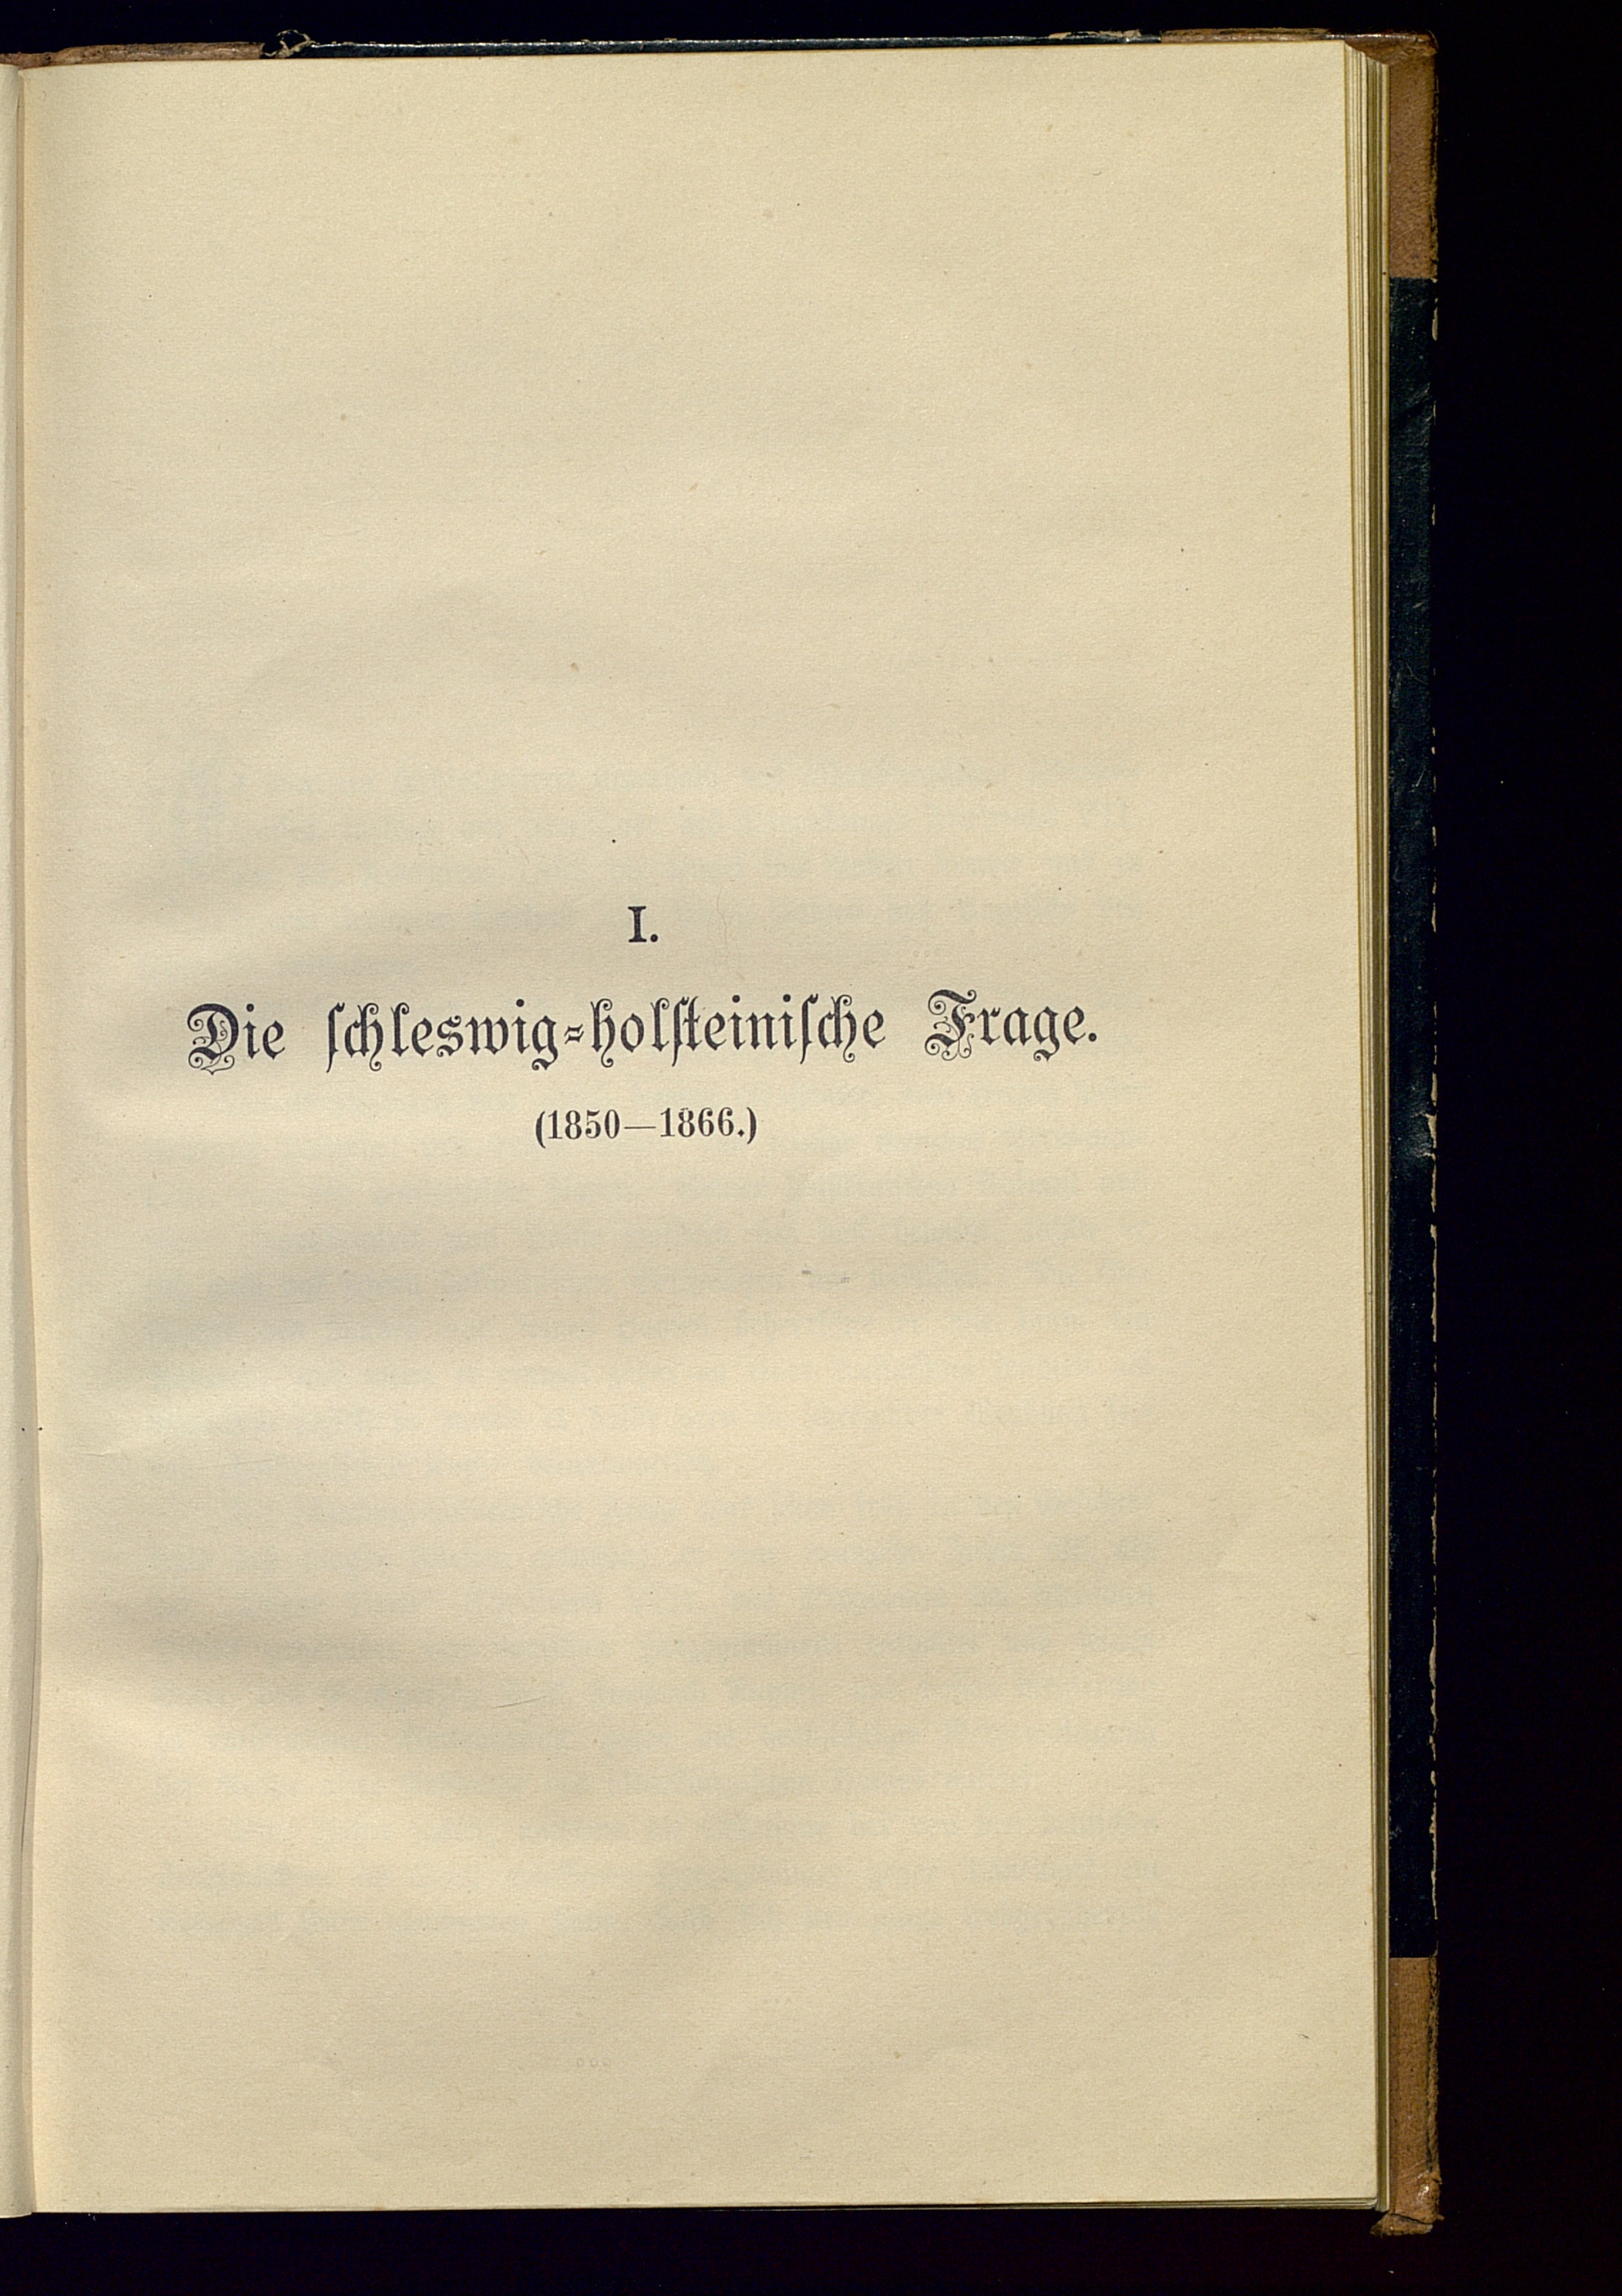 I.
Die ſchleswig-holſteiniſche Frage.
(1850—1866.)